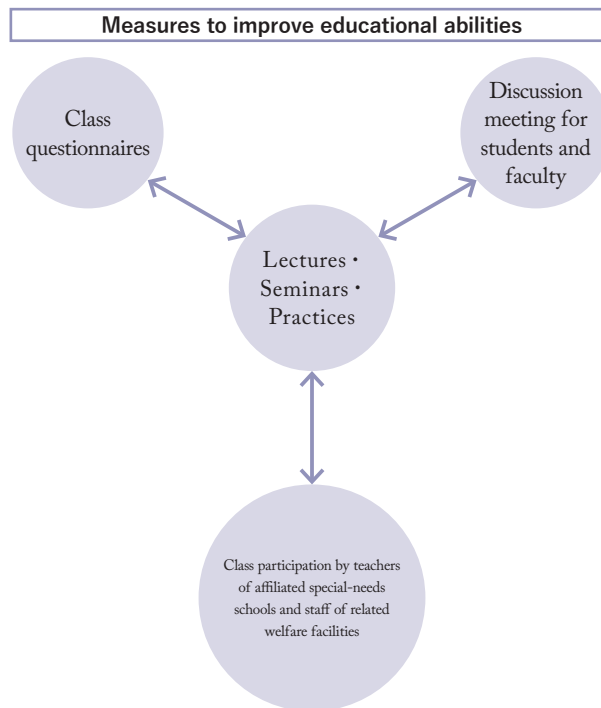 Measures to improve educational abilities
Class
questionnaires
Discussion
meeting for
students and
faculty
Lectures・
Seminars・
Practices
Class participation by teachers
of affiliated special-needs
schools and staff of related
welfare facilities